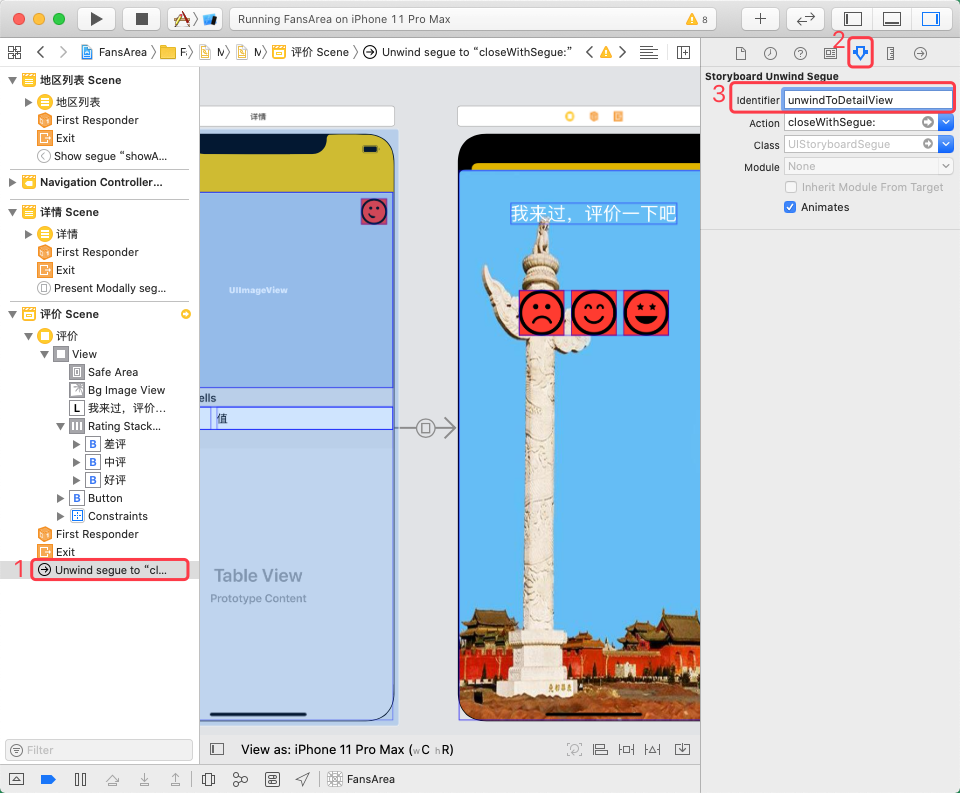 Running FansArea on iPhone 11 Pro Max
8
FansArea
F
M
M
评价 Scene
Unwind segue to “closeWithSegue:”
2
地区列表 Scene
地区列表
First Responder
Exit
Show segue “showA...
Navigation Controller...
详情 Scene
详情
First Responder
Exit
Present Modally seg...
评价 Scene
评价
View
Safe Area
Bg Image View
L 我来过，评价...
Rating Stack...
B 差评
B 中评
B 好评
B Button
Constraints
First Responder
Exit
1 Unwind segue to “cl...
Filter
详情
UIImageView
ells
值
Table View
Prototype Content
我来过，评价一下吧
View as: iPhone 11 Pro Max (wC hR)
FansArea
Storyboard Unwind Segue
3 Identifier unwindToDetailView
Action closeWithSegue:
Class UIStoryboardSegue
Module None
Inherit Module From Target
Animates